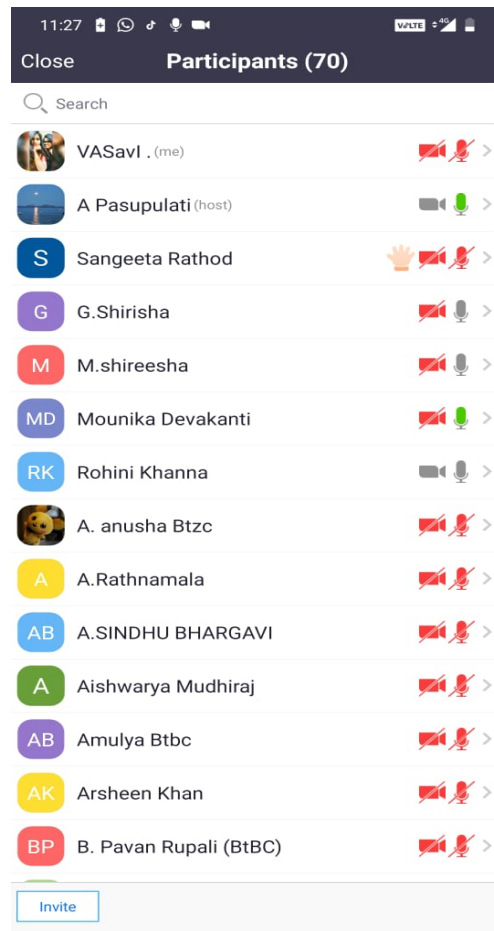 11:27 VoLTE 4G
Close Participants (70)
Search
VASavI . (me)
A Pasupulati (host)
S Sangeeta Rathod
G G.Shirisha
M M.shireesha
MD Mounika Devakanti
RK Rohini Khanna
A. anusha Btzc
A A.Rathnamala
AB A.SINDHU BHARGAVI
A Aishwarya Mudhiraj
AB Amulya Btbc
AK Arsheen Khan
BP B. Pavan Rupali (BtBC)
Invite